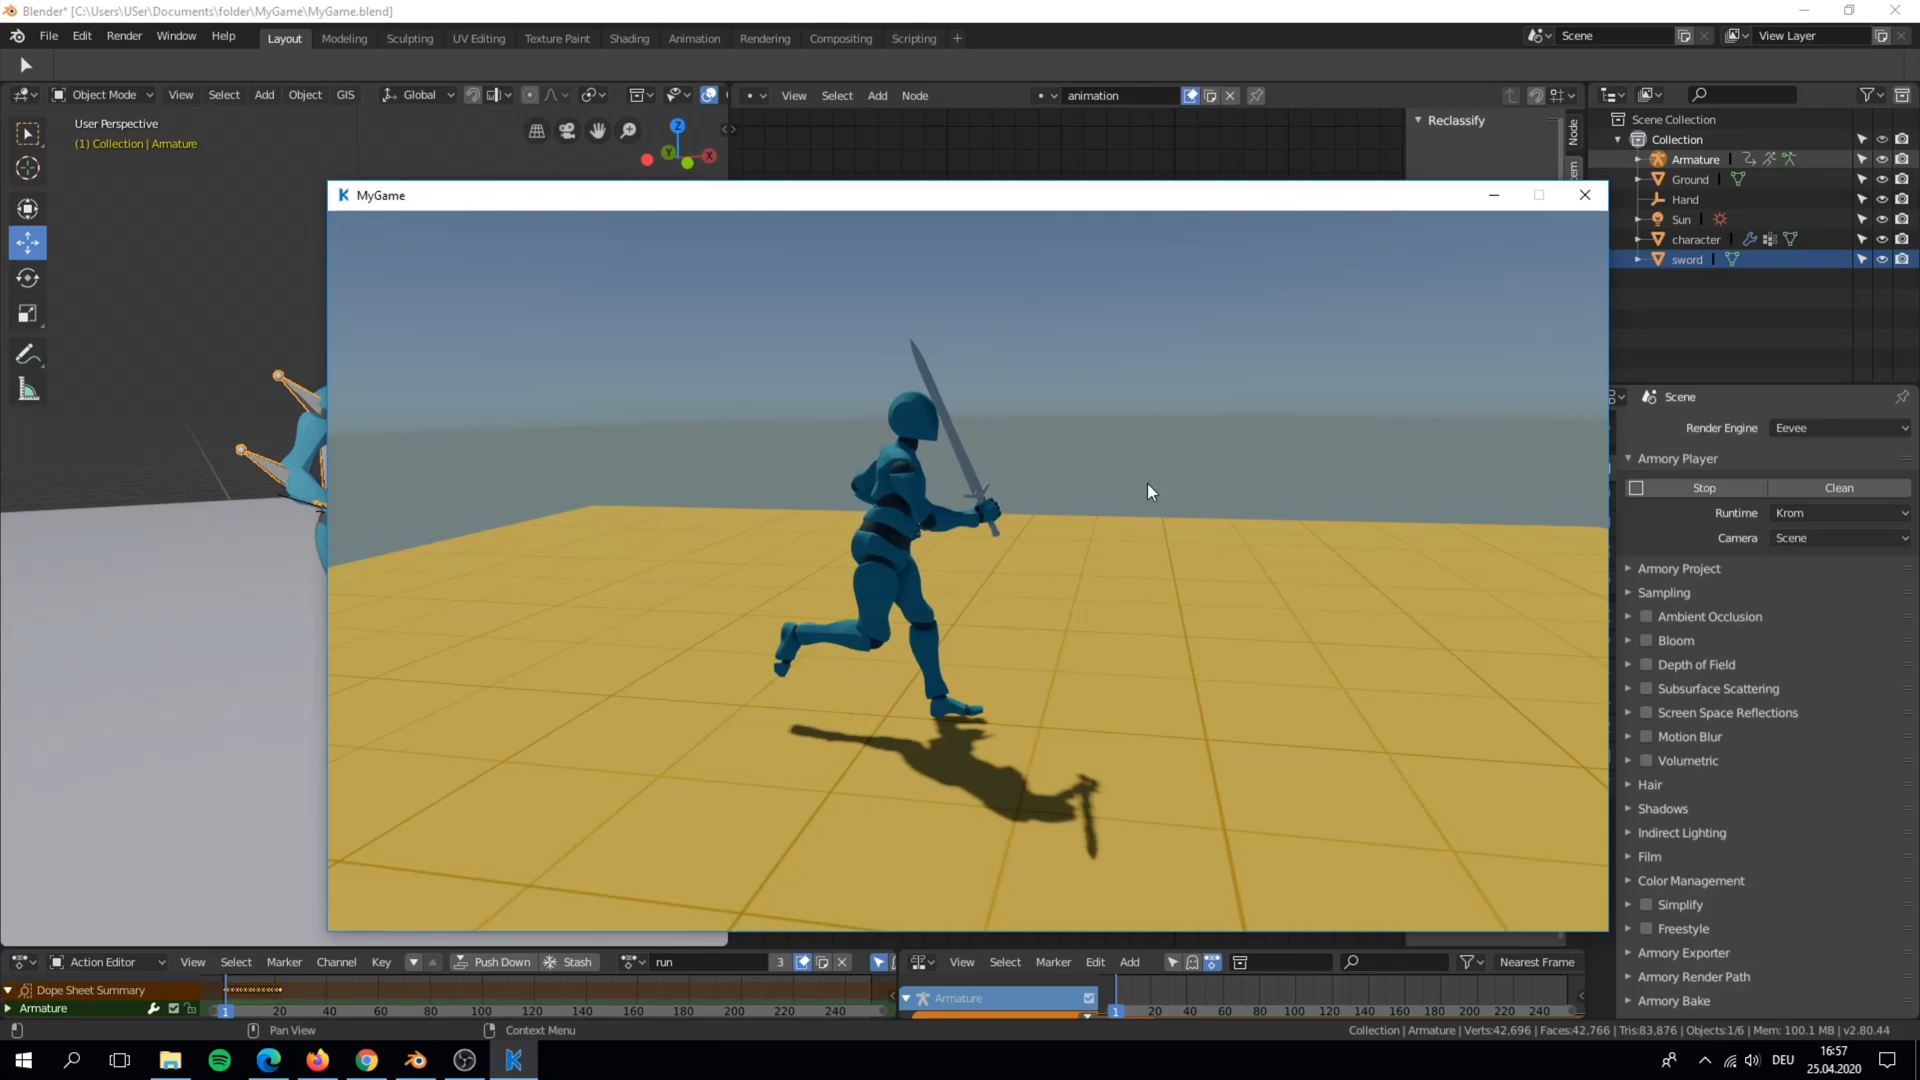 Blender* [C:\Users\USer\Documents\folder\MyGame\MyGame.blend]
File Edit Render Window Help Layout Modeling Sculpting UV Editing Texture Paint Shading Animation Rendering Compositing Scripting + Scene View Layer
Object Mode View Select Add Object GIS Global View Select Add Node animation
User Perspective
(1) Collection | Armature
Z
Y
X
Reclassify
Node
Item
Scene Collection
Collection
Armature
Ground
Hand
Sun
character
sword
MyGame
Scene
Render Engine Eevee
Armory Player
Stop Clean
Runtime Krom
Camera Scene
Armory Project
Sampling
Ambient Occlusion
Bloom
Depth of Field
Subsurface Scattering
Screen Space Reflections
Motion Blur
Volumetric
Hair
Shadows
Indirect Lighting
Film
Color Management
Simplify
Freestyle
Armory Exporter
Armory Render Path
Armory Bake
Action Editor View Select Marker Channel Key Push Down Stash run 3 View Select Marker Edit Add Nearest Frame
Dope Sheet Summary
Armature
1 20 40 60 80 100 120 140 160 180 200 220 240
Armature
1 20 40 60 80 100 120 140 160 180 200 220 240
Pan View Context Menu Collection | Armature | Verts:42,696 | Faces:42,766 | Tris:83,876 | Objects:1/6 | Mem: 100.1 MB | v2.80.44
DEU
16:57
25.04.2020